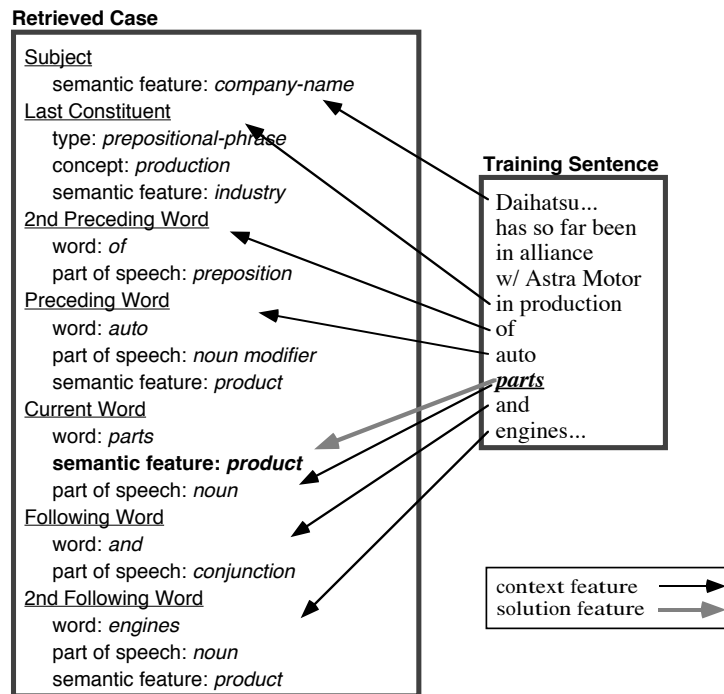 Retrieved Case
Subject
semantic feature: company-name
Last Constituent
type: prepositional-phrase
concept: production
semantic feature: industry
2nd Preceding Word
word: of
part of speech: preposition
Preceding Word
word: auto
part of speech: noun modifier
semantic feature: product
Current Word
word: parts
semantic feature: product
part of speech: noun
Following Word
word: and
part of speech: conjunction
2nd Following Word
word: engines
part of speech: noun
semantic feature: product
Training Sentence
Daihatsu...
has so far been
in alliance
w/ Astra Motor
in production
of
auto
parts
and
engines...
context feature
solution feature